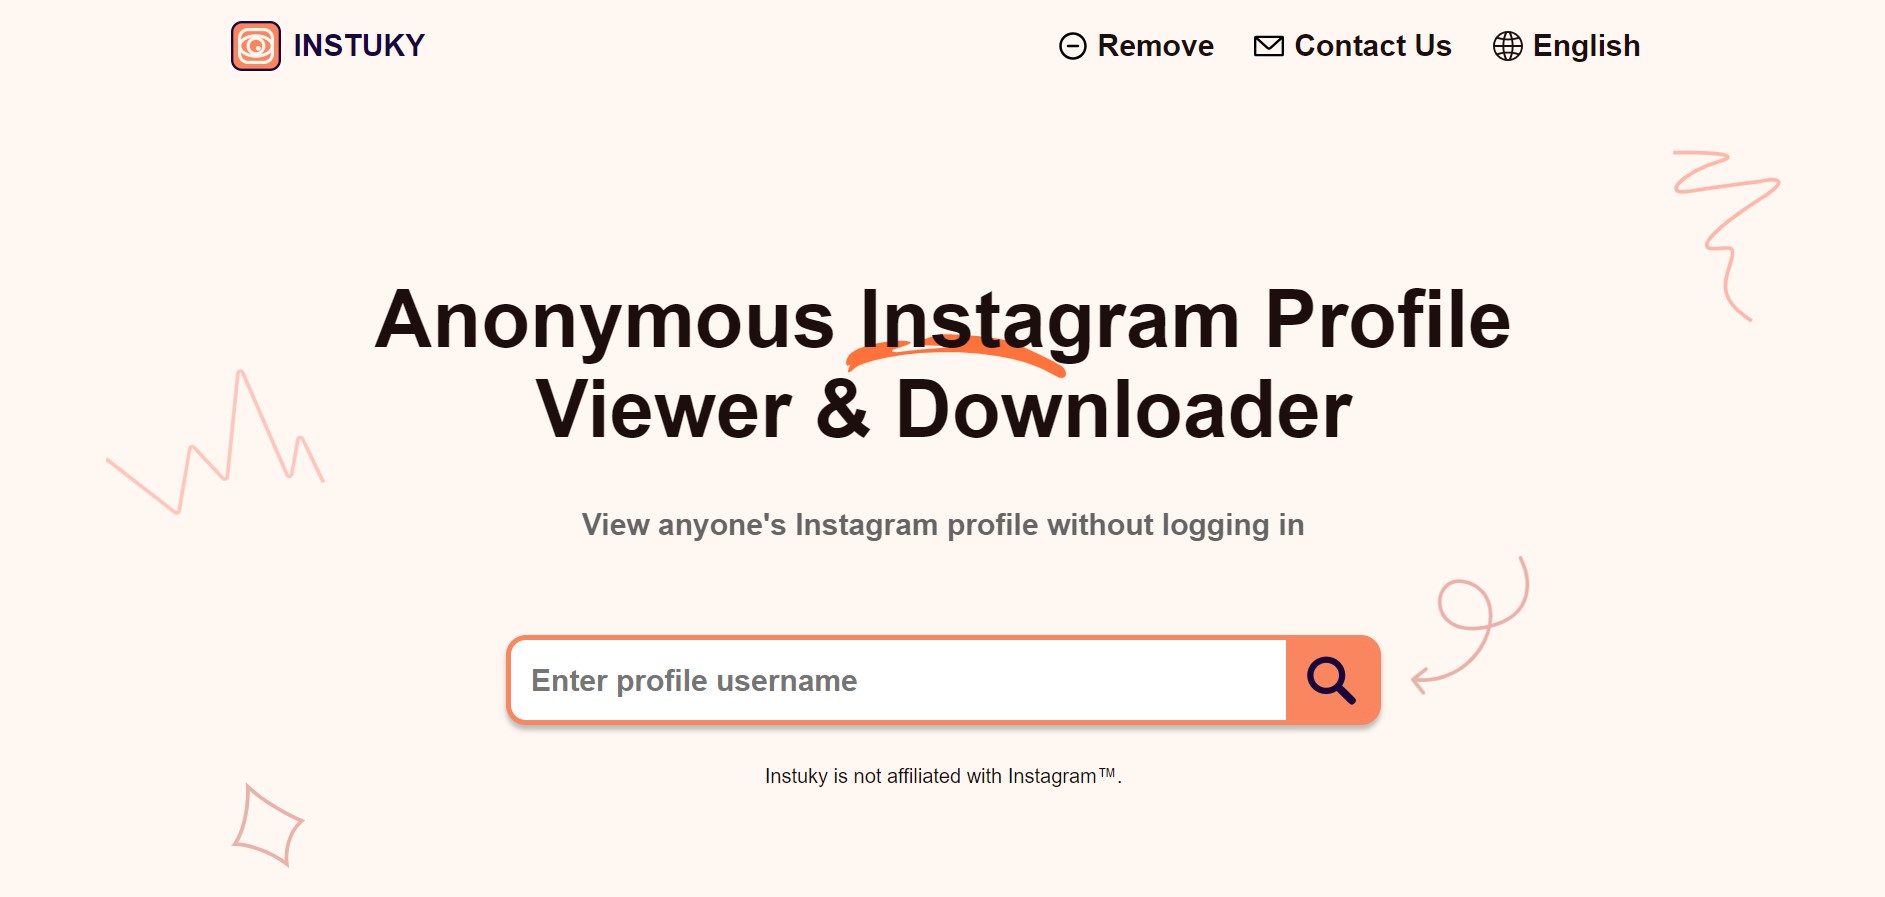 INSTUKY
Remove
Contact Us
English
Anonymous Instagram Profile
Viewer & Downloader
View anyone's Instagram profile without logging in
Enter profile username
Instuky is not affiliated with Instagram™.